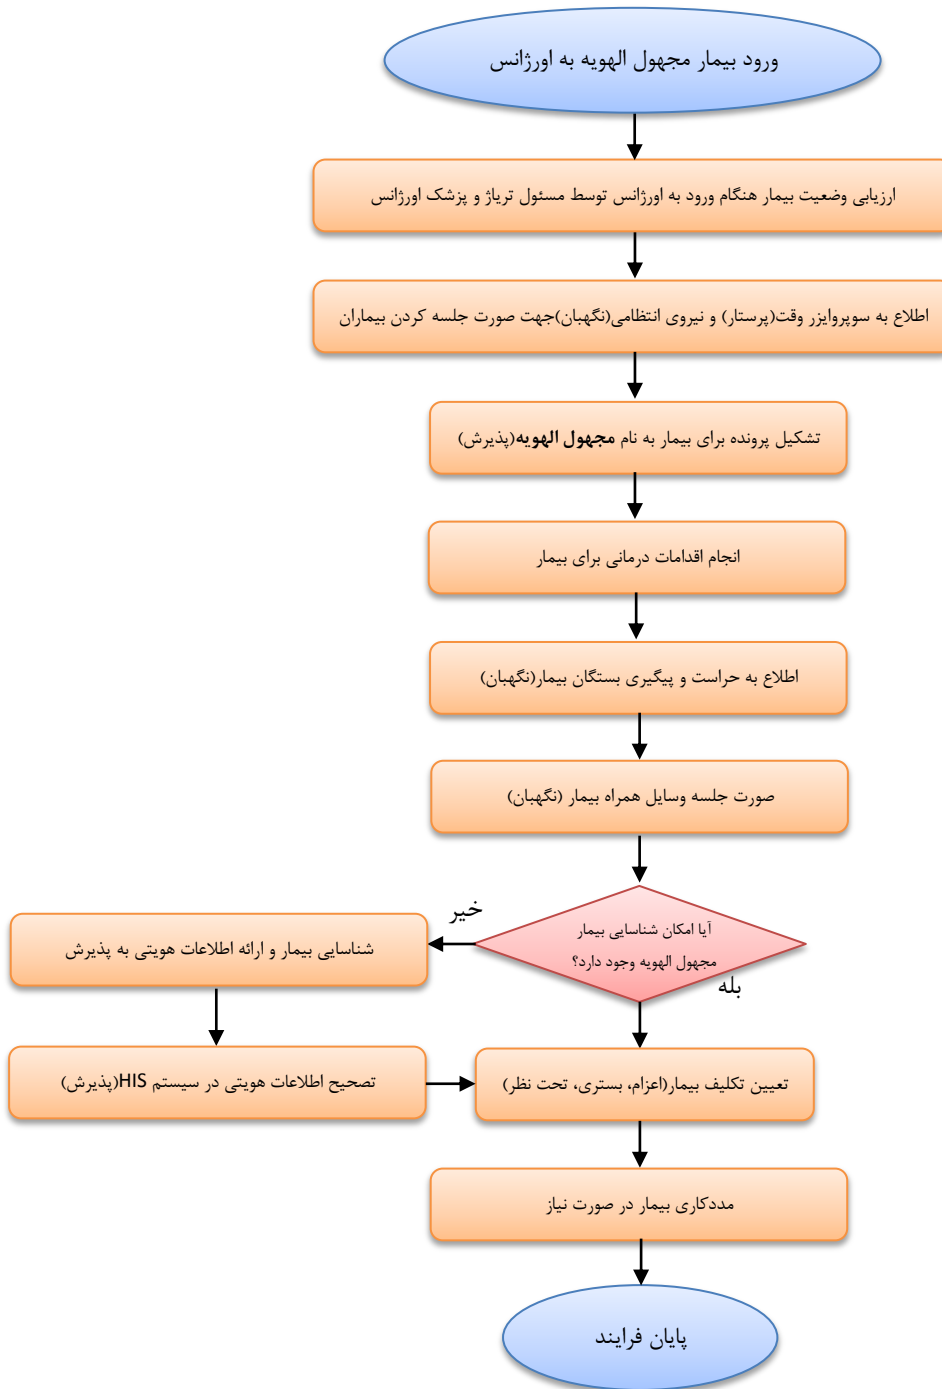 ورود بیمار مجهول الهویه به اورژانس
ارزیابی وضعیت بیمار هنگام ورود به اورژانس توسط مسئول تریاژ و پزشک اورژانس
اطلاع به سوپروایزر وقت(پرستار) و نیروی انتظامی(نگهبان)جهت صورت جلسه کردن بیماران
تشکیل پرونده برای بیمار به نام مجهول الهویه(پذیرش)
انجام اقدامات درمانی برای بیمار
اطلاع به حراست و پیگیری بستگان بیمار(نگهبان)
صورت جلسه وسایل همراه بیمار (نگهبان)
آیا امکان شناسایی بیمار
مجهول الهویه وجود دارد؟
خیر
بله
شناسایی بیمار و ارائه اطلاعات هویتی به پذیرش
تصحیح اطلاعات هویتی در سیستم HIS(پذیرش)
تعیین تکلیف بیمار(اعزام، بستری، تحت نظر)
مددکاری بیمار در صورت نیاز
پایان فرایند